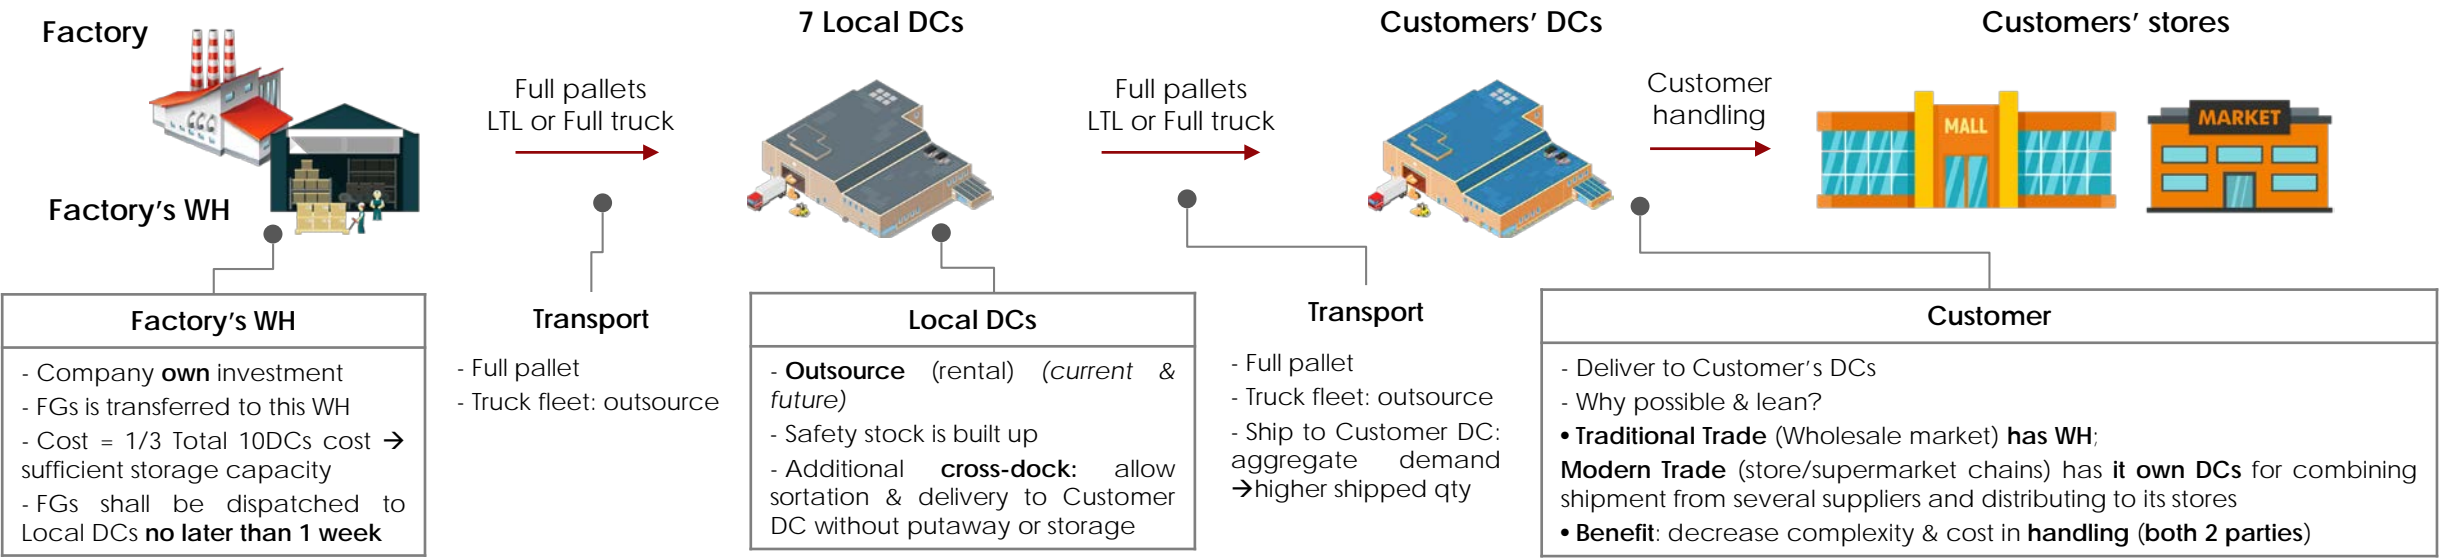 Factory
7 Local DCs
Customers’ DCs
Customers’ stores
Full pallets
LTL or Full truck
Full pallets
LTL or Full truck
Customer
handling
MALL
MARKET
Factory’s WH
Factory’s WH
- Company own investment
- FGs is transferred to this WH
- Cost = 1/3 Total 10DCs cost →
sufficient storage capacity
- FGs shall be dispatched to
Local DCs no later than 1 week
Transport
- Full pallet
- Truck fleet: outsource
Local DCs
- Outsource (rental) (current &
future)
- Safety stock is built up
- Additional cross-dock: allow
sortation & delivery to Customer
DC without putaway or storage
Transport
- Full pallet
- Truck fleet: outsource
- Ship to Customer DC:
aggregate demand
→higher shipped qty
Customer
- Deliver to Customer’s DCs
- Why possible & lean?
• Traditional Trade (Wholesale market) has WH;
Modern Trade (store/supermarket chains) has it own DCs for combining
shipment from several suppliers and distributing to its stores
• Benefit: decrease complexity & cost in handling (both 2 parties)